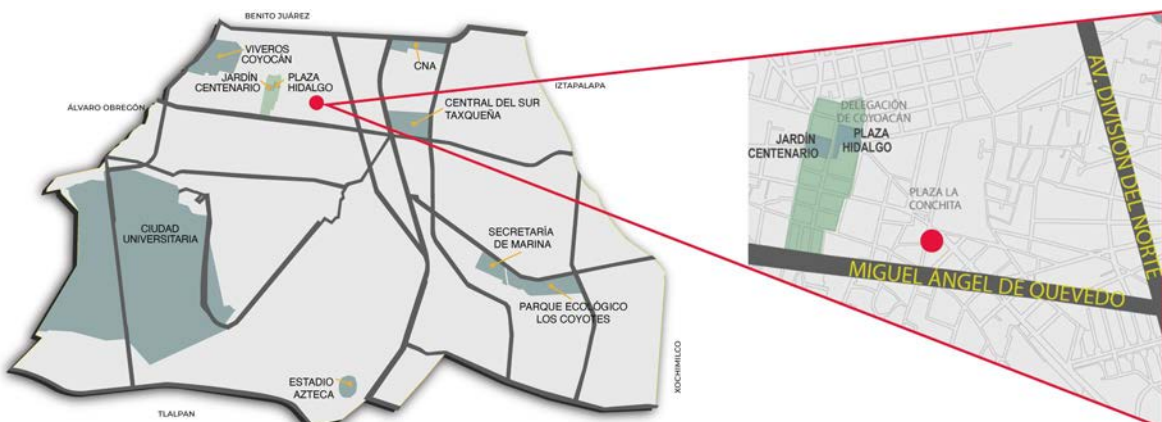 BENITO JUÁREZ
VIVEROS
COYOCÁN
CNA
JARDÍN
CENTENARIO
PLAZA
HIDALGO
IZTAPALAPA
ÁLVARO OBREGÓN
CENTRAL DEL SUR
TAXQUEÑA
CIUDAD
UNIVERSITARIA
SECRETARÍA
DE MARINA
PARQUE ECOLÓGICO
LOS COYOTES
ESTADIO
AZTECA
XOCHIMILCO
TLALPAN
DELEGACIÓN
DE COYOACÁN
JARDÍN
CENTENARIO
PLAZA
HIDALGO
PLAZA LA
CONCHITA
AV. DIVISION DEL NORTE
MIGUEL ÁNGEL DE QUEVEDO